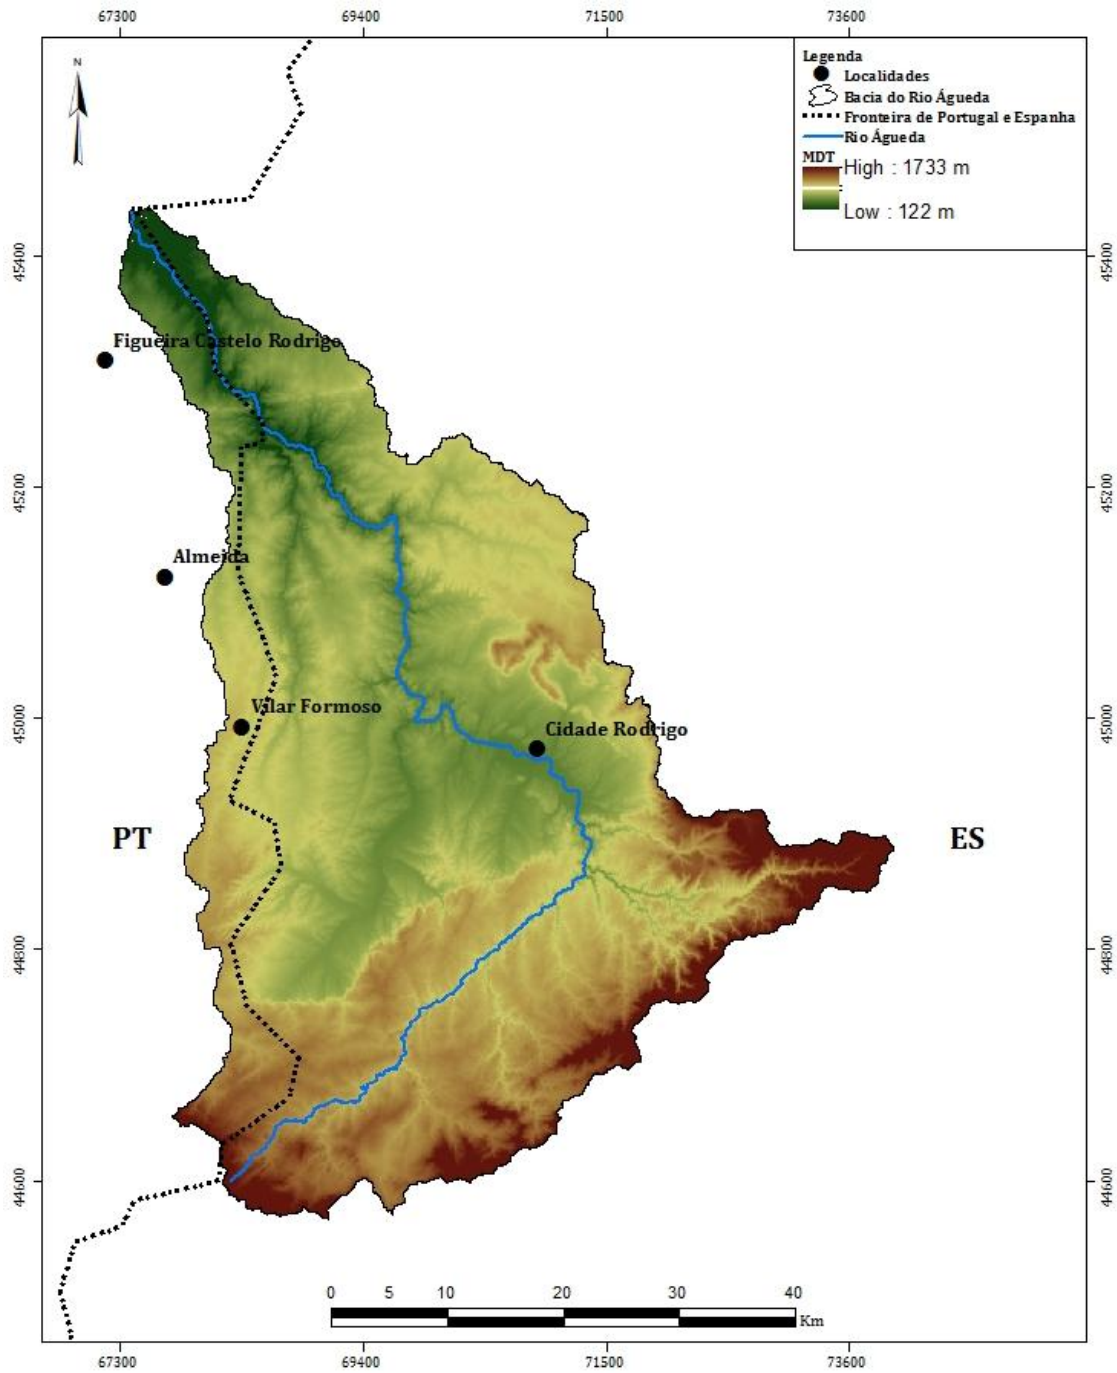 67300 69400 71500 73600
N
Legenda
Localidades
Bacia do Rio Águeda
Fronteira de Portugal e Espanha
Rio Águeda
MDT
High : 1733 m
Low : 122 m
45400 45400
Figueira Castelo Rodrigo
45200 45200
Almeida
Vilar Formoso
45000 45000
Cidade Rodrigo
PT ES
44800 44800
44600 44600
0 5 10 20 30 40
Km
67300 69400 71500 73600